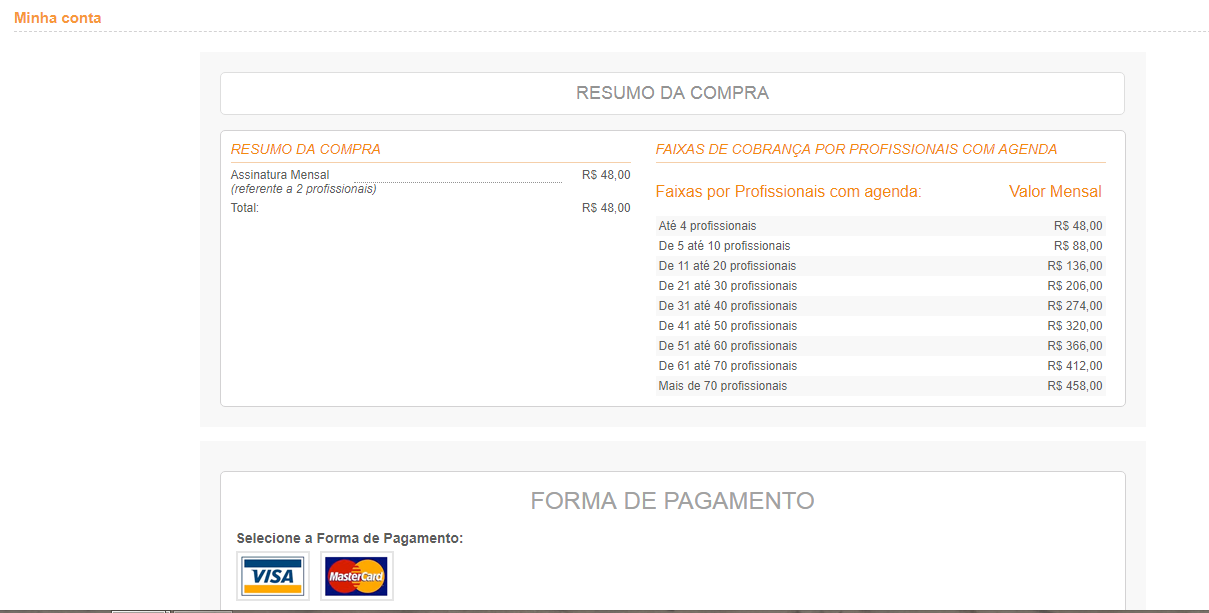 Minha conta
RESUMO DA COMPRA
RESUMO DA COMPRA
Assinatura Mensal R$ 48,00
(referente a 2 profissionais)
Total: R$ 48,00
FAIXAS DE COBRANÇA POR PROFISSIONAIS COM AGENDA
Faixas por Profissionais com agenda: Valor Mensal
Até 4 profissionais R$ 48,00
De 5 até 10 profissionais R$ 88,00
De 11 até 20 profissionais R$ 136,00
De 21 até 30 profissionais R$ 206,00
De 31 até 40 profissionais R$ 274,00
De 41 até 50 profissionais R$ 320,00
De 51 até 60 profissionais R$ 366,00
De 61 até 70 profissionais R$ 412,00
Mais de 70 profissionais R$ 458,00
FORMA DE PAGAMENTO
Selecione a Forma de Pagamento:
VISA MasterCard